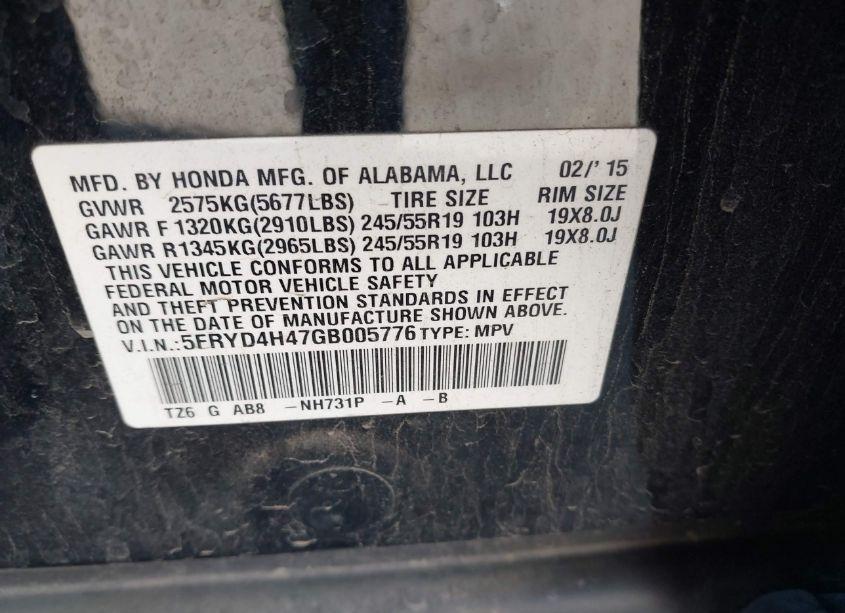 MFD. BY HONDA MFG. OF ALABAMA, LLC 02/' 15
GVWR 2575KG(5677LBS) TIRE SIZE RIM SIZE
GAWR F 1320KG(2910LBS) 245/55R19 103H 19X8.0J
GAWR R1345KG(2965LBS) 245/55R19 103H 19X8.0J
THIS VEHICLE CONFORMS TO ALL APPLICABLE
FEDERAL MOTOR VEHICLE SAFETY
AND THEFT PREVENTION STANDARDS IN EFFECT
ON THE DATE OF MANUFACTURE SHOWN ABOVE.
V.I.N.:5FRYD4H47GB005776 TYPE: MPV
TZ6 G AB8 -NH731P -A -B